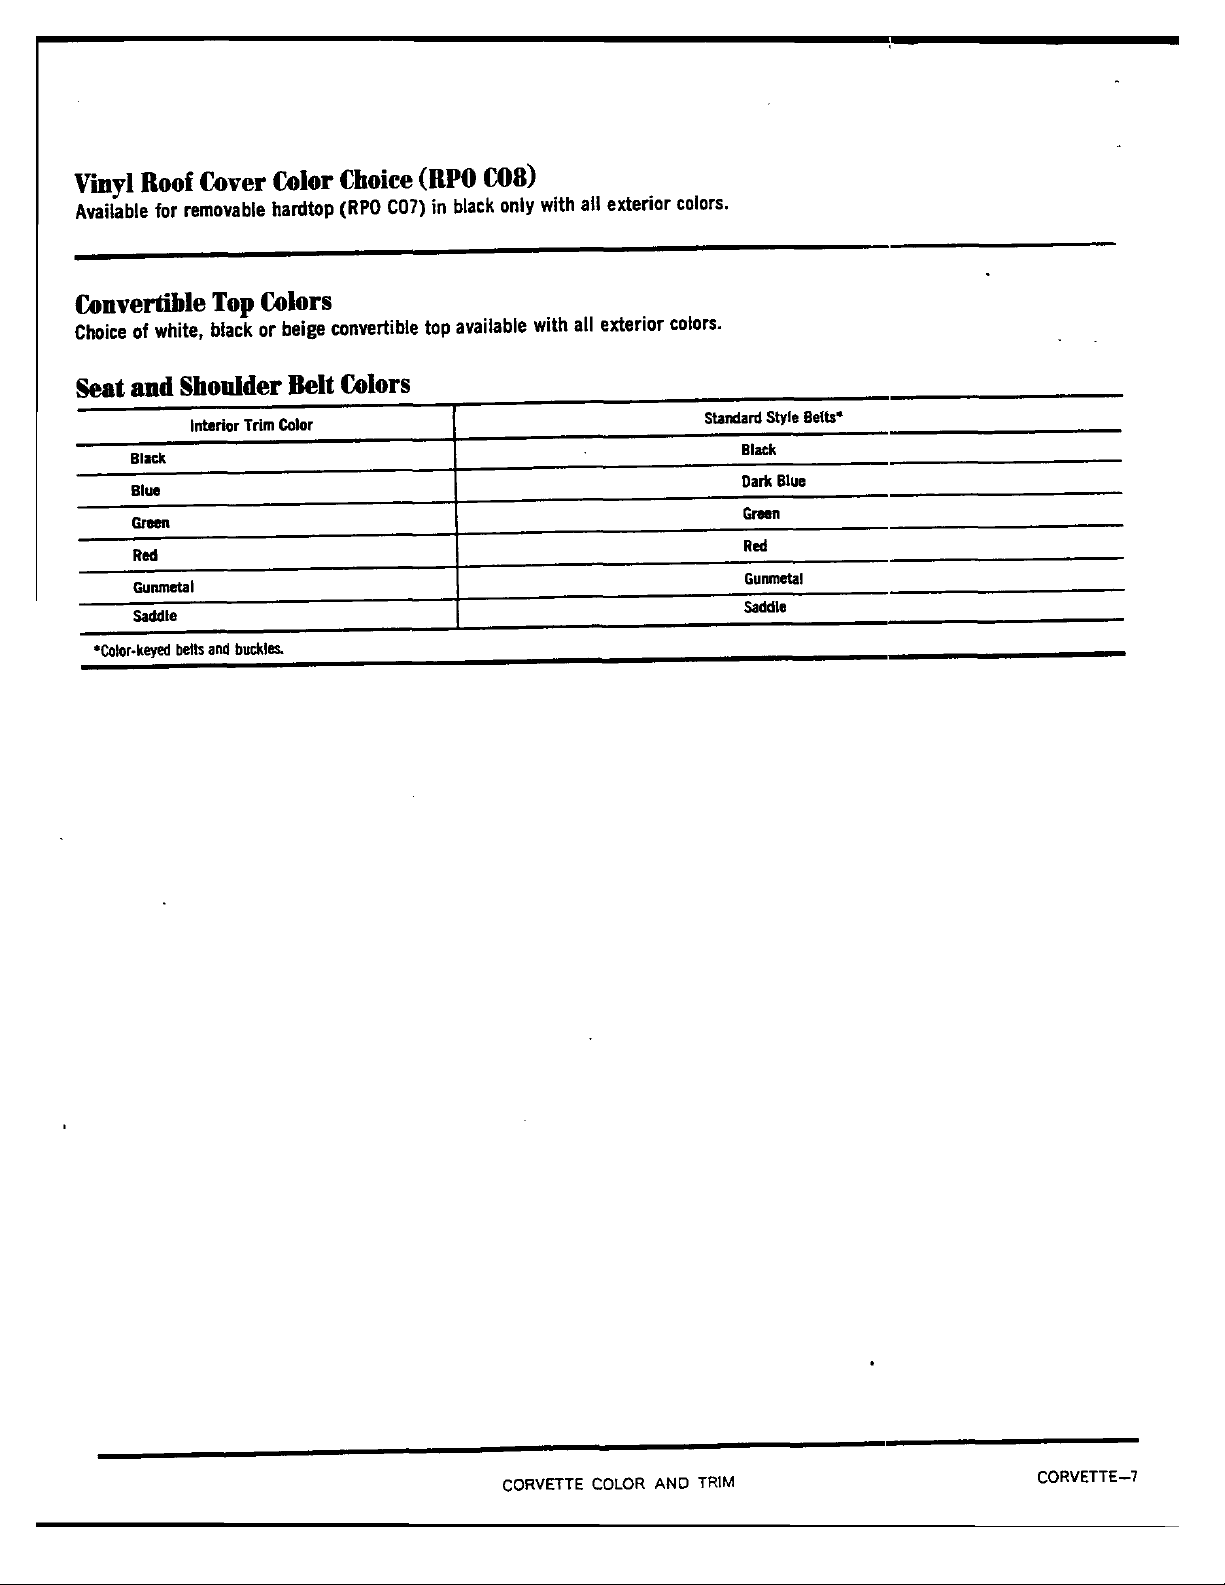 Vinyl Roof Cover Color Choice (RPO C08)
Available for removable hardtop (RPO C07) in black only with all exterior colors.
Convertible Top Colors
Choice of white, black or beige convertible top available with all exterior colors.
Seat and Shoulder Belt Colors
Interior Trim Color Standard Style Belts*
Black Black
Blue Dark Blue
Green Green
Red Red
Gunmetal Gunmetal
Saddle Saddle
*Color-keyed belts and buckles.
CORVETTE COLOR AND TRIM CORVETTE—7